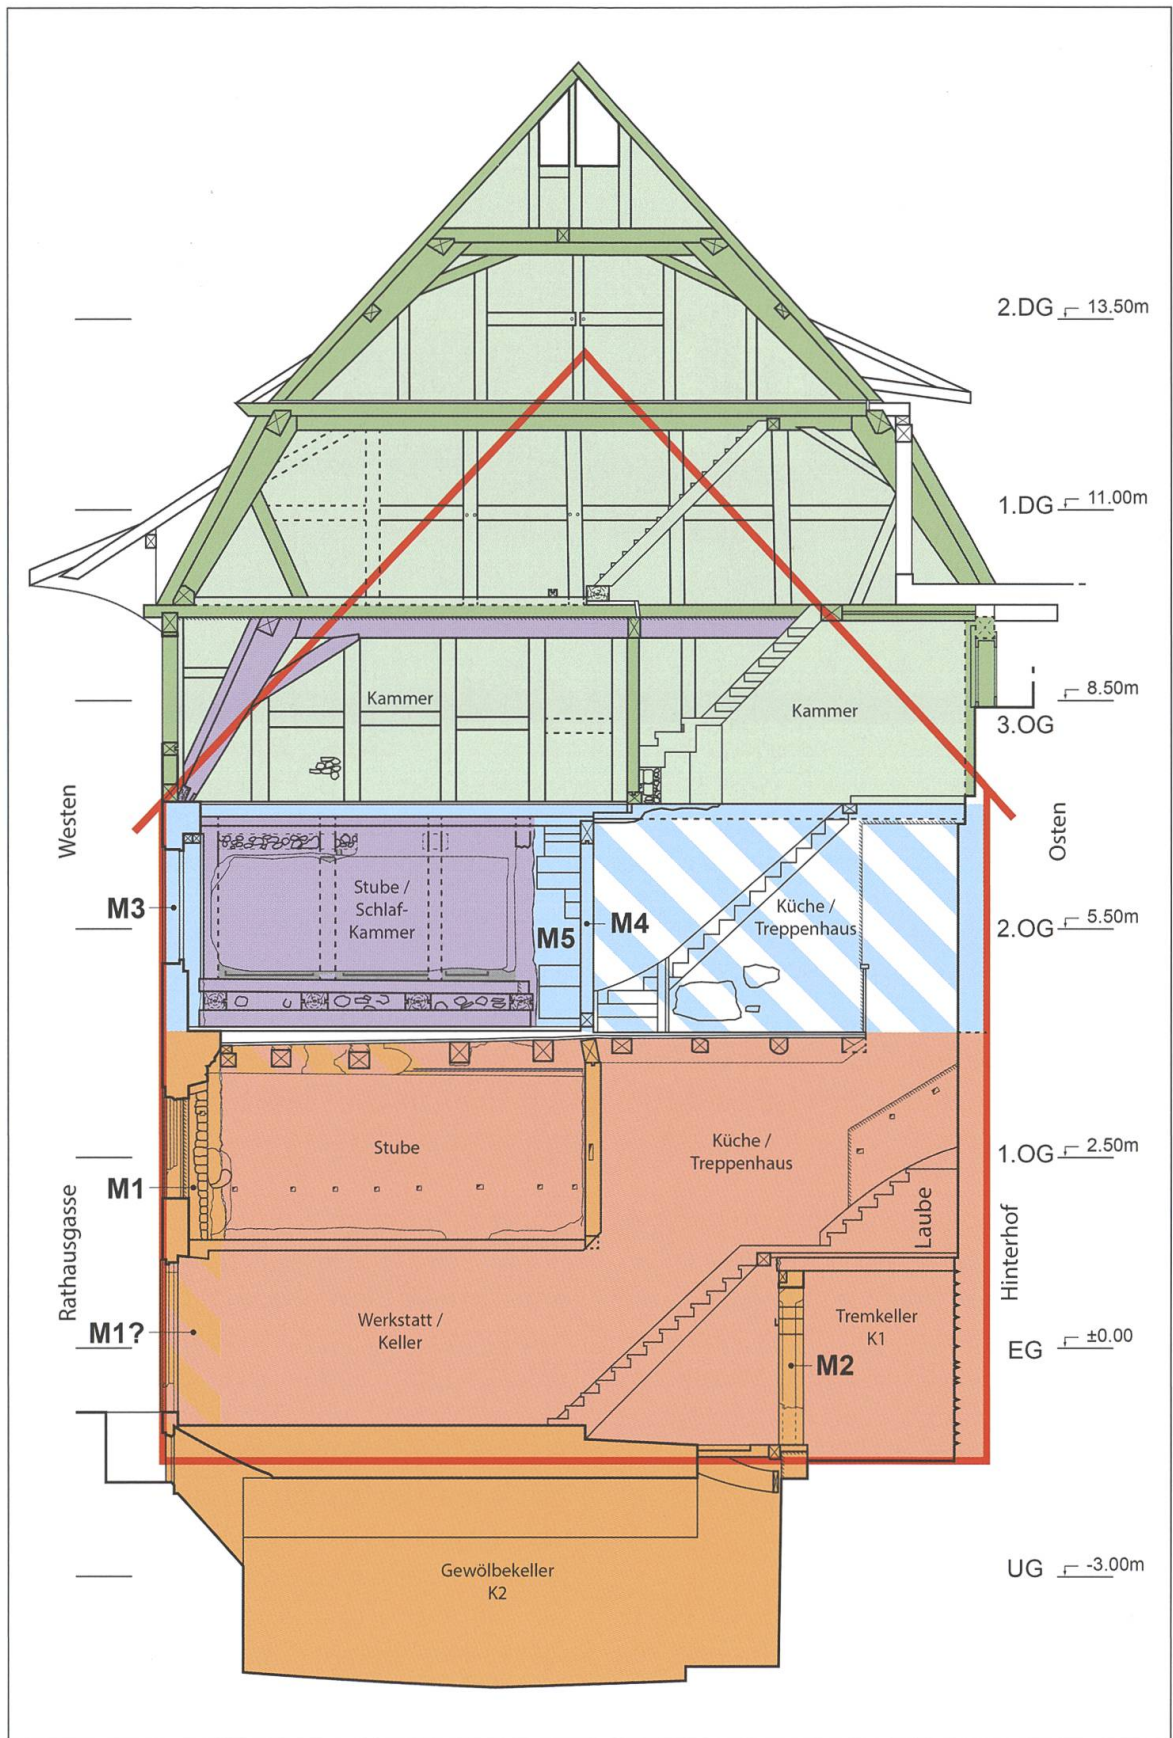 2.DG 13.50m
1.DG 11.00m
8.50m
3.OG
Kammer
Kammer
Westen
Osten
Stube /
Schlaf-
Kammer
Küche /
Treppenhaus
M3
M5
M4
2.OG 5.50m
Stube
Küche /
Treppenhaus
1.OG 2.50m
M1
Laube
Rathausgasse
Hinterhof
Werkstatt /
Keller
Tremkeller
K1
M1?
M2
EG ±0.00
Gewölbekeller
K2
UG -3.00m